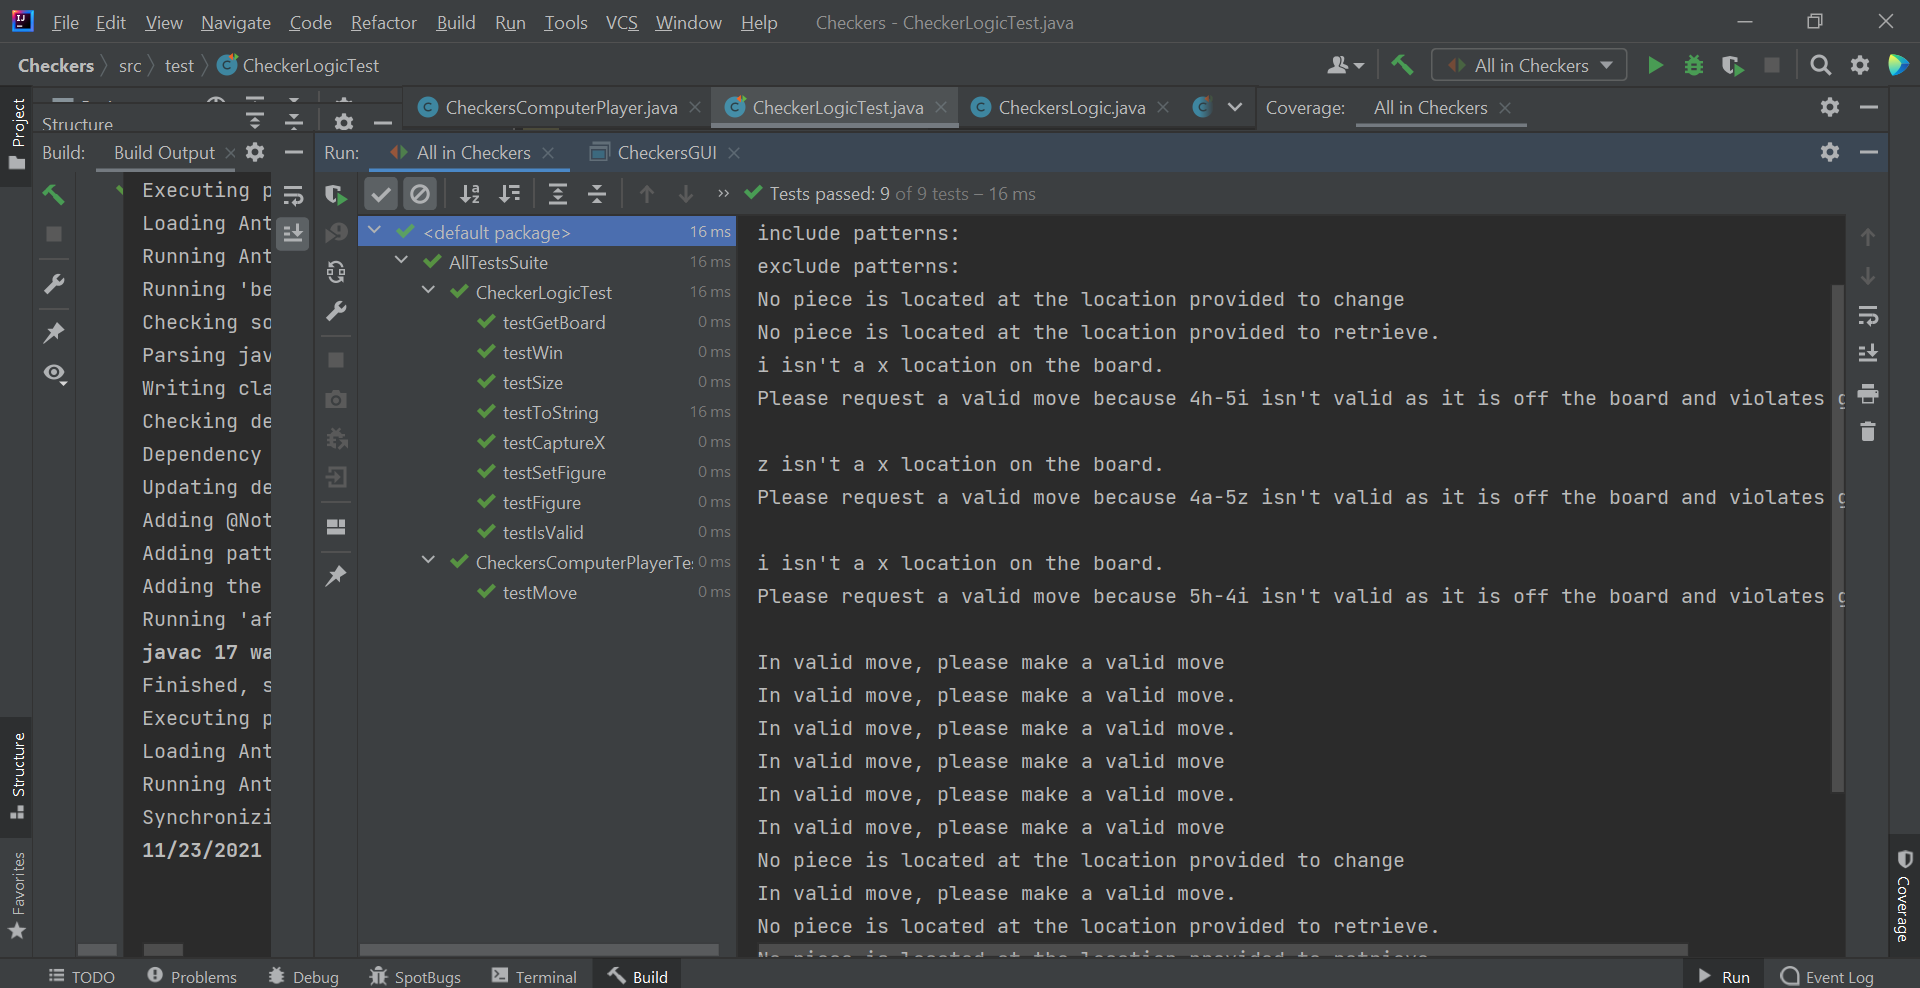 File Edit View Navigate Code Refactor Build Run Tools VCS Window Help Checkers - CheckerLogicTest.java
Checkers src test CheckerLogicTest All in Checkers
Project
Structure
CheckersComputerPlayer.java CheckerLogicTest.java CheckersLogic.java Coverage: All in Checkers
Build: Build Output Run: All in Checkers CheckersGUI
Tests passed: 9 of 9 tests – 16 ms
Executing p
Loading Ant
Running Ant
Running 'be
Checking so
Parsing jav
Writing cla
Checking de
Dependency
Updating de
Adding @Not
Adding patt
Adding the
Running 'af
javac 17 wa
Finished, s
Executing p
Loading Ant
Running Ant
Synchronizi
11/23/2021
<default package> 16 ms
AllTestsSuite 16 ms
CheckerLogicTest 16 ms
testGetBoard 0 ms
testWin 0 ms
testSize 0 ms
testToString 16 ms
testCaptureX 0 ms
testSetFigure 0 ms
testFigure 0 ms
testIsValid 0 ms
CheckersComputerPlayerTes 0 ms
testMove 0 ms
include patterns:
exclude patterns:
No piece is located at the location provided to change
No piece is located at the location provided to retrieve.
i isn't a x location on the board.
Please request a valid move because 4h-5i isn't valid as it is off the board and violates g
z isn't a x location on the board.
Please request a valid move because 4a-5z isn't valid as it is off the board and violates g
i isn't a x location on the board.
Please request a valid move because 5h-4i isn't valid as it is off the board and violates g
In valid move, please make a valid move
In valid move, please make a valid move.
In valid move, please make a valid move.
In valid move, please make a valid move
In valid move, please make a valid move.
In valid move, please make a valid move
No piece is located at the location provided to change
In valid move, please make a valid move.
No piece is located at the location provided to retrieve.
No piece is located at the location provided to retrieve
Structure
Favorites
Coverage
TODO Problems Debug SpotBugs Terminal Build Run Event Log